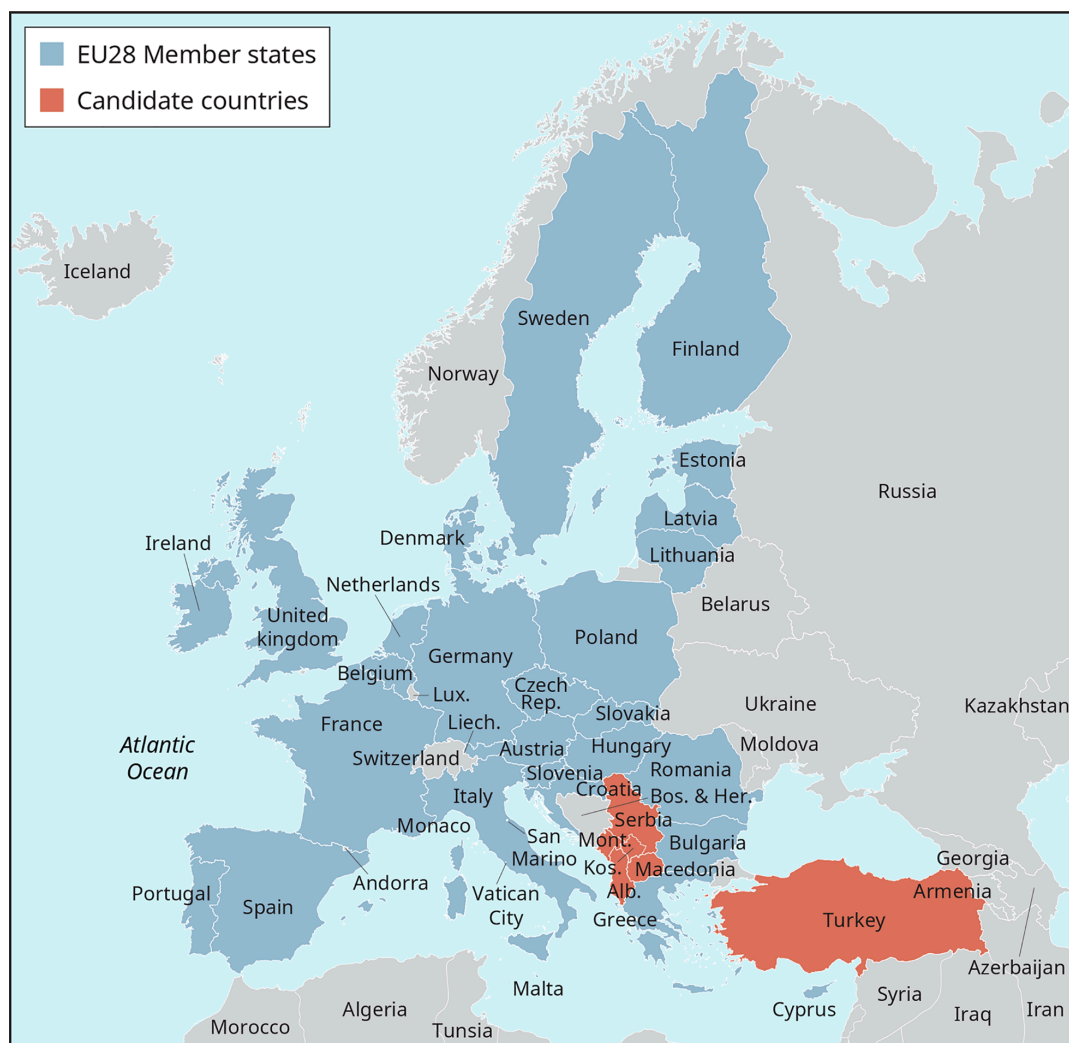 EU28 Member states
Candidate countries
Iceland
Sweden
Finland
Norway
Estonia
Russia
Latvia
Denmark
Ireland
Lithuania
Netherlands
Belarus
United
kingdom
Poland
Germany
Belgium
Czech
Rep.
Lux.
Ukraine
Kazakhstan
Slovakia
France
Liech.
Atlantic
Ocean
Switzerland
Austria
Hungary
Moldova
Slovenia
Romania
Croatia
Bos. & Her.
Italy
Serbia
Monaco
San
Marino
Mont.
Bulgaria
Kos.
Macedonia
Georgia
Andorra
Alb.
Armenia
Portugal
Spain
Vatican
City
Greece
Turkey
Azerbaijan
Malta
Syria
Cyprus
Algeria
Iraq
Iran
Morocco
Tunsia